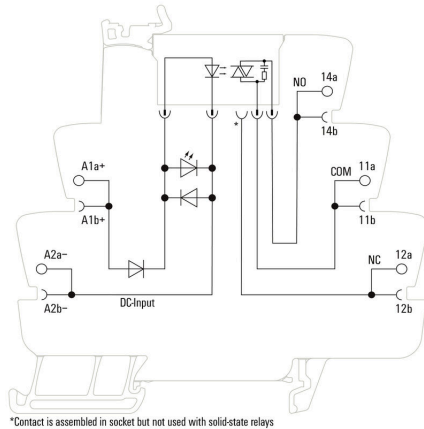 NO
14a
14b
*
A1a+
COM
11a
A1b+
11b
A2a−
NC
12a
A2b−
DC-Input
12b
*Contact is assembled in socket but not used with solid-state relays